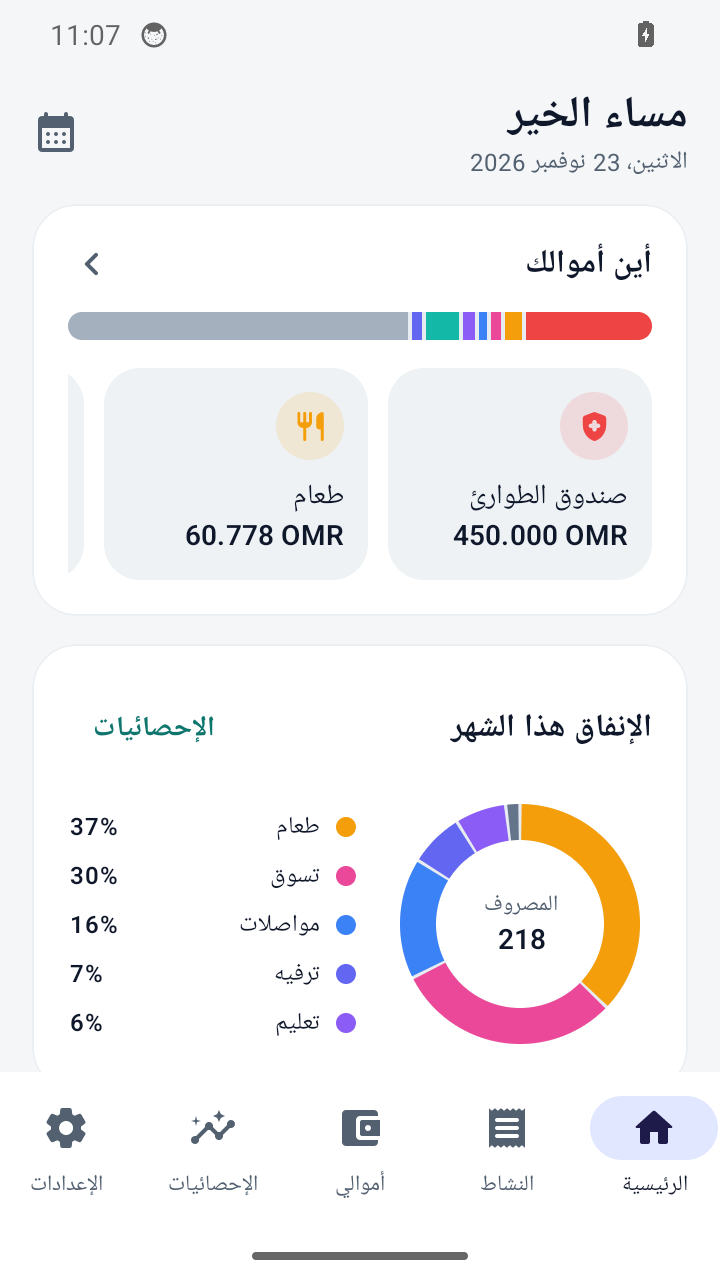 11:07
مساء الخير
الاثنين، 23 نوفمبر 2026
أين أموالك
صندوق الطوارئ
450.000 OMR
طعام
60.778 OMR
الإنفاق هذا الشهر
الإحصائيات
المصروف
218
طعام 37%
تسوق 30%
مواصلات 16%
ترفيه 7%
تعليم 6%
الرئيسية
النشاط
أموالي
الإحصائيات
الإعدادات